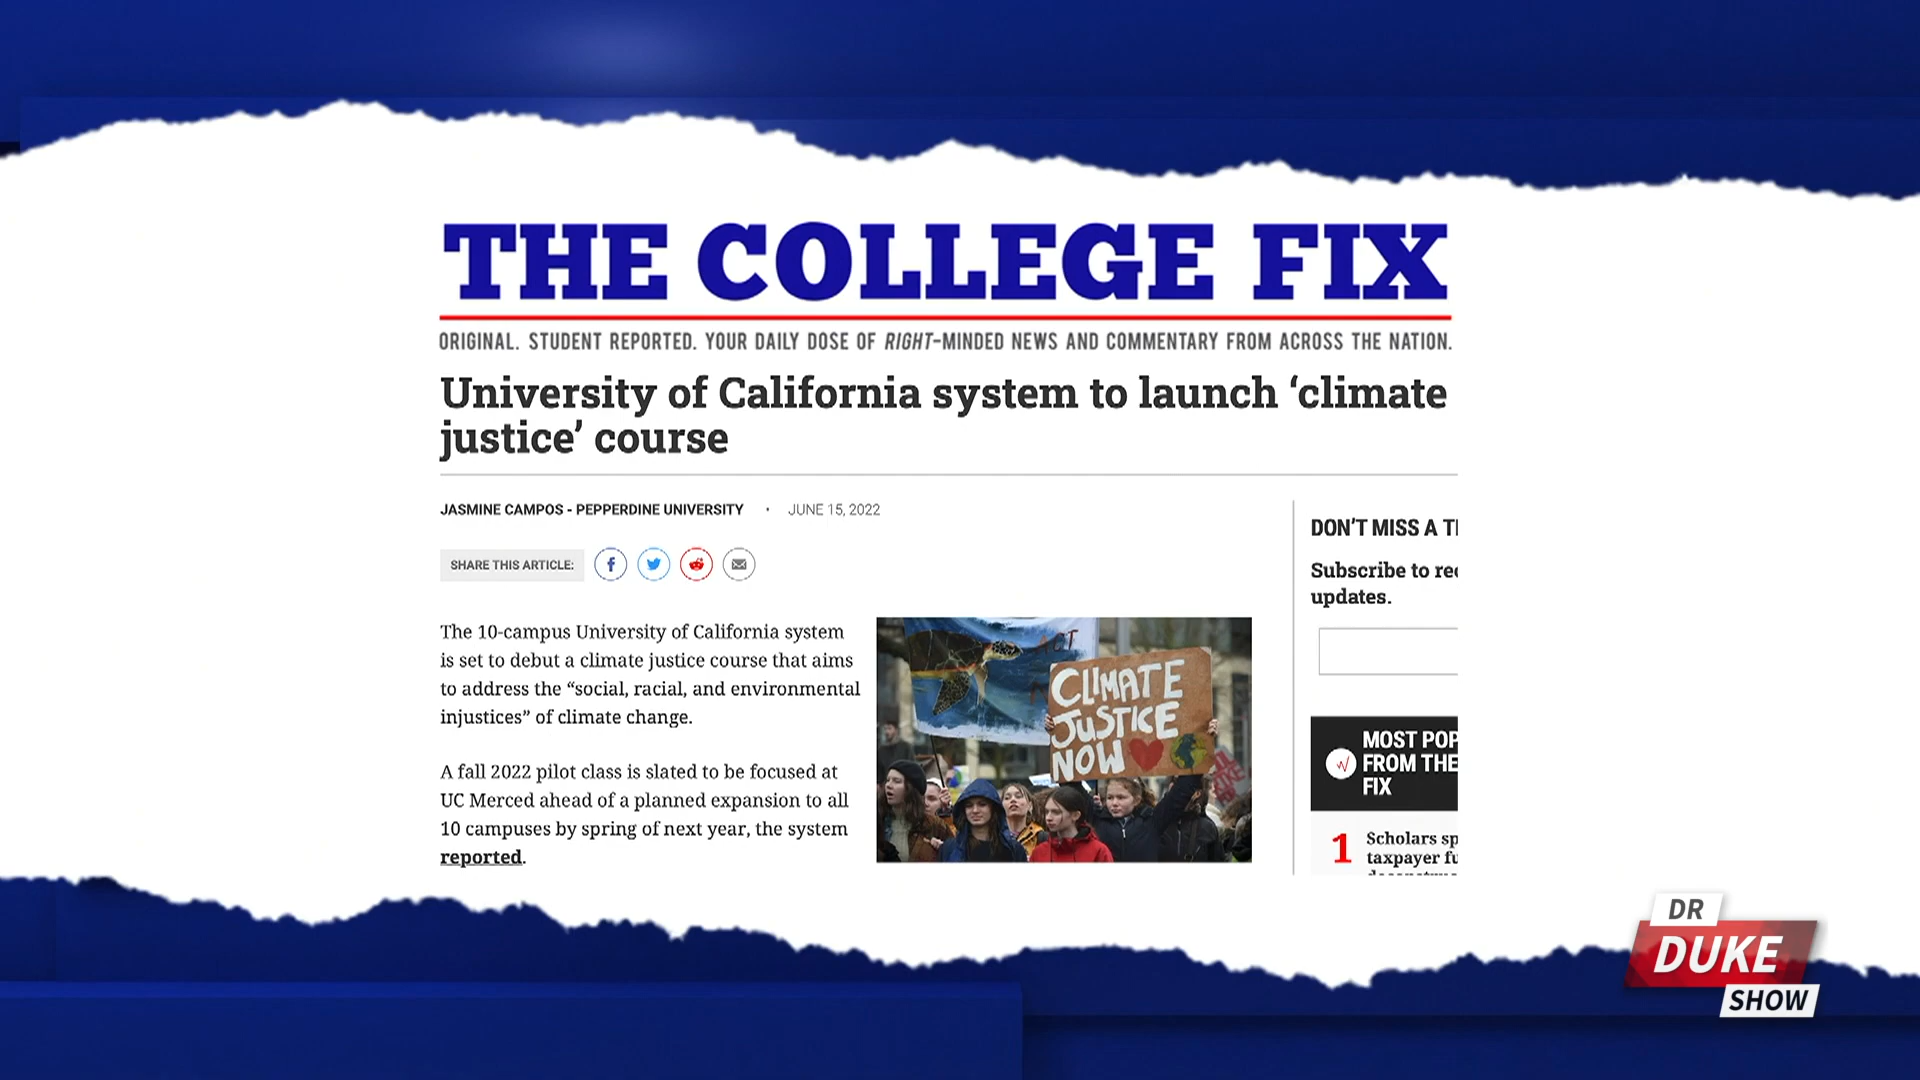 THE COLLEGE FIX
ORIGINAL. STUDENT REPORTED. YOUR DAILY DOSE OF RIGHT-MINDED NEWS AND COMMENTARY FROM ACROSS THE NATION.
University of California system to launch ‘climate
justice’ course
JASMINE CAMPOS - PEPPERDINE UNIVERSITY • JUNE 15, 2022
SHARE THIS ARTICLE:
The 10-campus University of California system
is set to debut a climate justice course that aims
to address the “social, racial, and environmental
injustices” of climate change.
A fall 2022 pilot class is slated to be focused at
UC Merced ahead of a planned expansion to all
10 campuses by spring of next year, the system
reported.
ACT
CLIMATE
JUSTICE
NOW
DON'T MISS A
Subscribe to
updates.
MOST
FROM THE
FIX
1
Scholars
taxpayer
DR
DUKE
SHOW